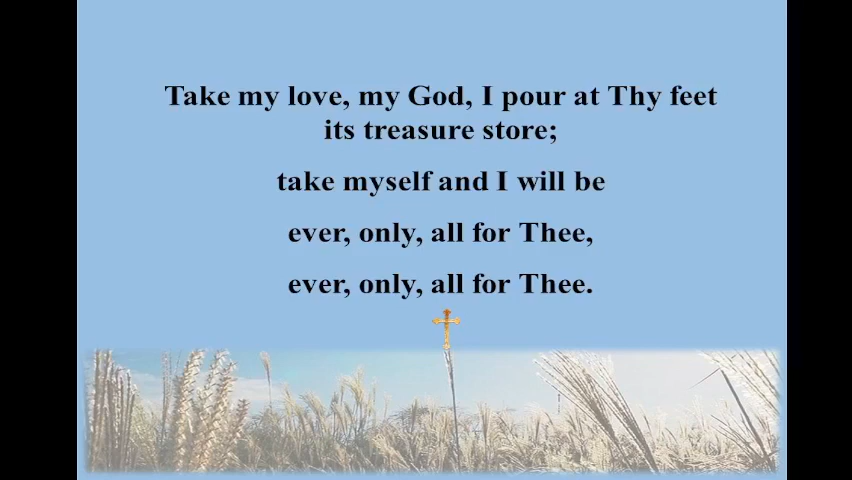 Take my love, my God, I pour at Thy feet
its treasure store;
take myself and I will be
ever, only, all for Thee,
ever, only, all for Thee.